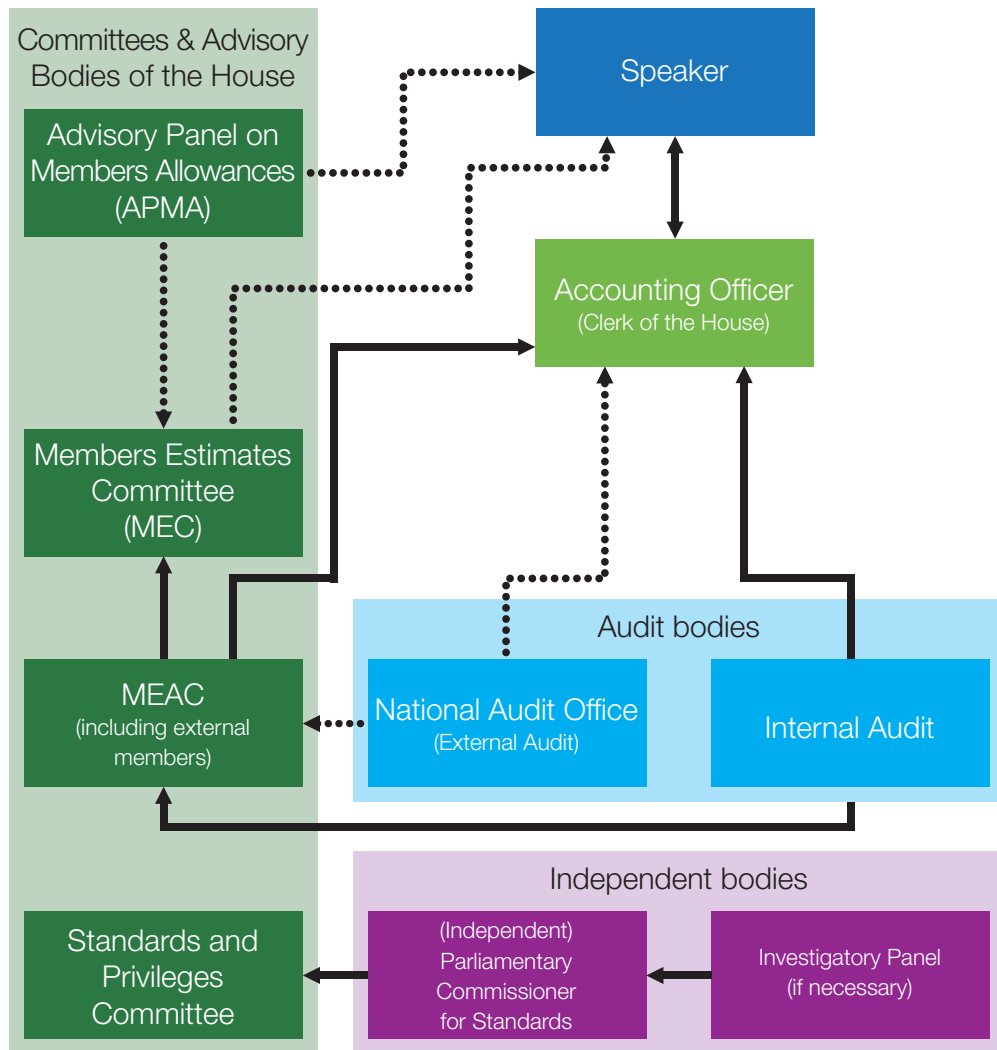 Committees & Advisory
Bodies of the House
Advisory Panel on
Members Allowances
(APMA)
Speaker
Accounting Officer
(Clerk of the House)
Members Estimates
Committee
(MEC)
Audit bodies
MEAC
(including external
members)
National Audit Office
(External Audit)
Internal Audit
Independent bodies
Standards and
Privileges
Committee
(Independent)
Parliamentary
Commissioner
for Standards
Investigatory Panel
(if necessary)